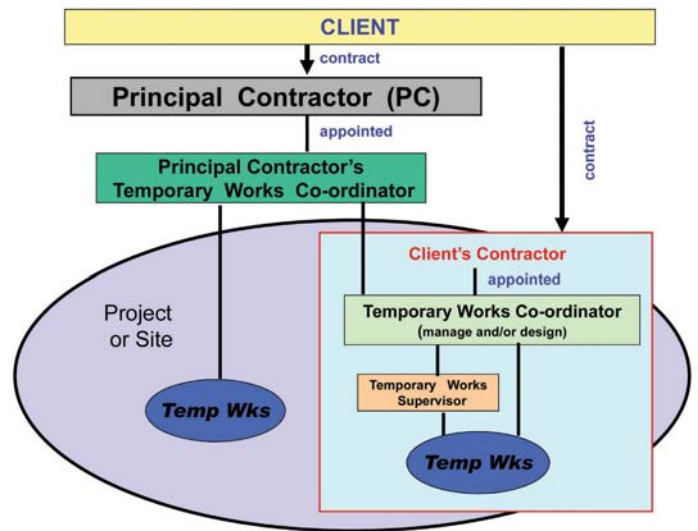 CLIENT
contract
Principal Contractor (PC)
appointed
contract
Principal Contractor's
Temporary Works Co-ordinator
Client's Contractor
appointed
Project
or Site
Temporary Works Co-ordinator
(manage and/or design)
Temporary Works
Supervisor
Temp Wks
Temp Wks